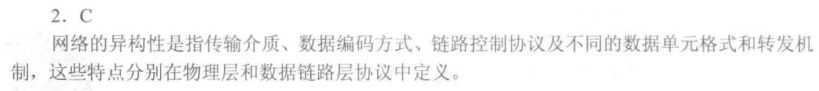 2．C
网络的异构性是指传输介质、数据编码方式、链路控制协议及不同的数据单元格式和转发机
制，这些特点分别在物理层和数据链路层协议中定义。